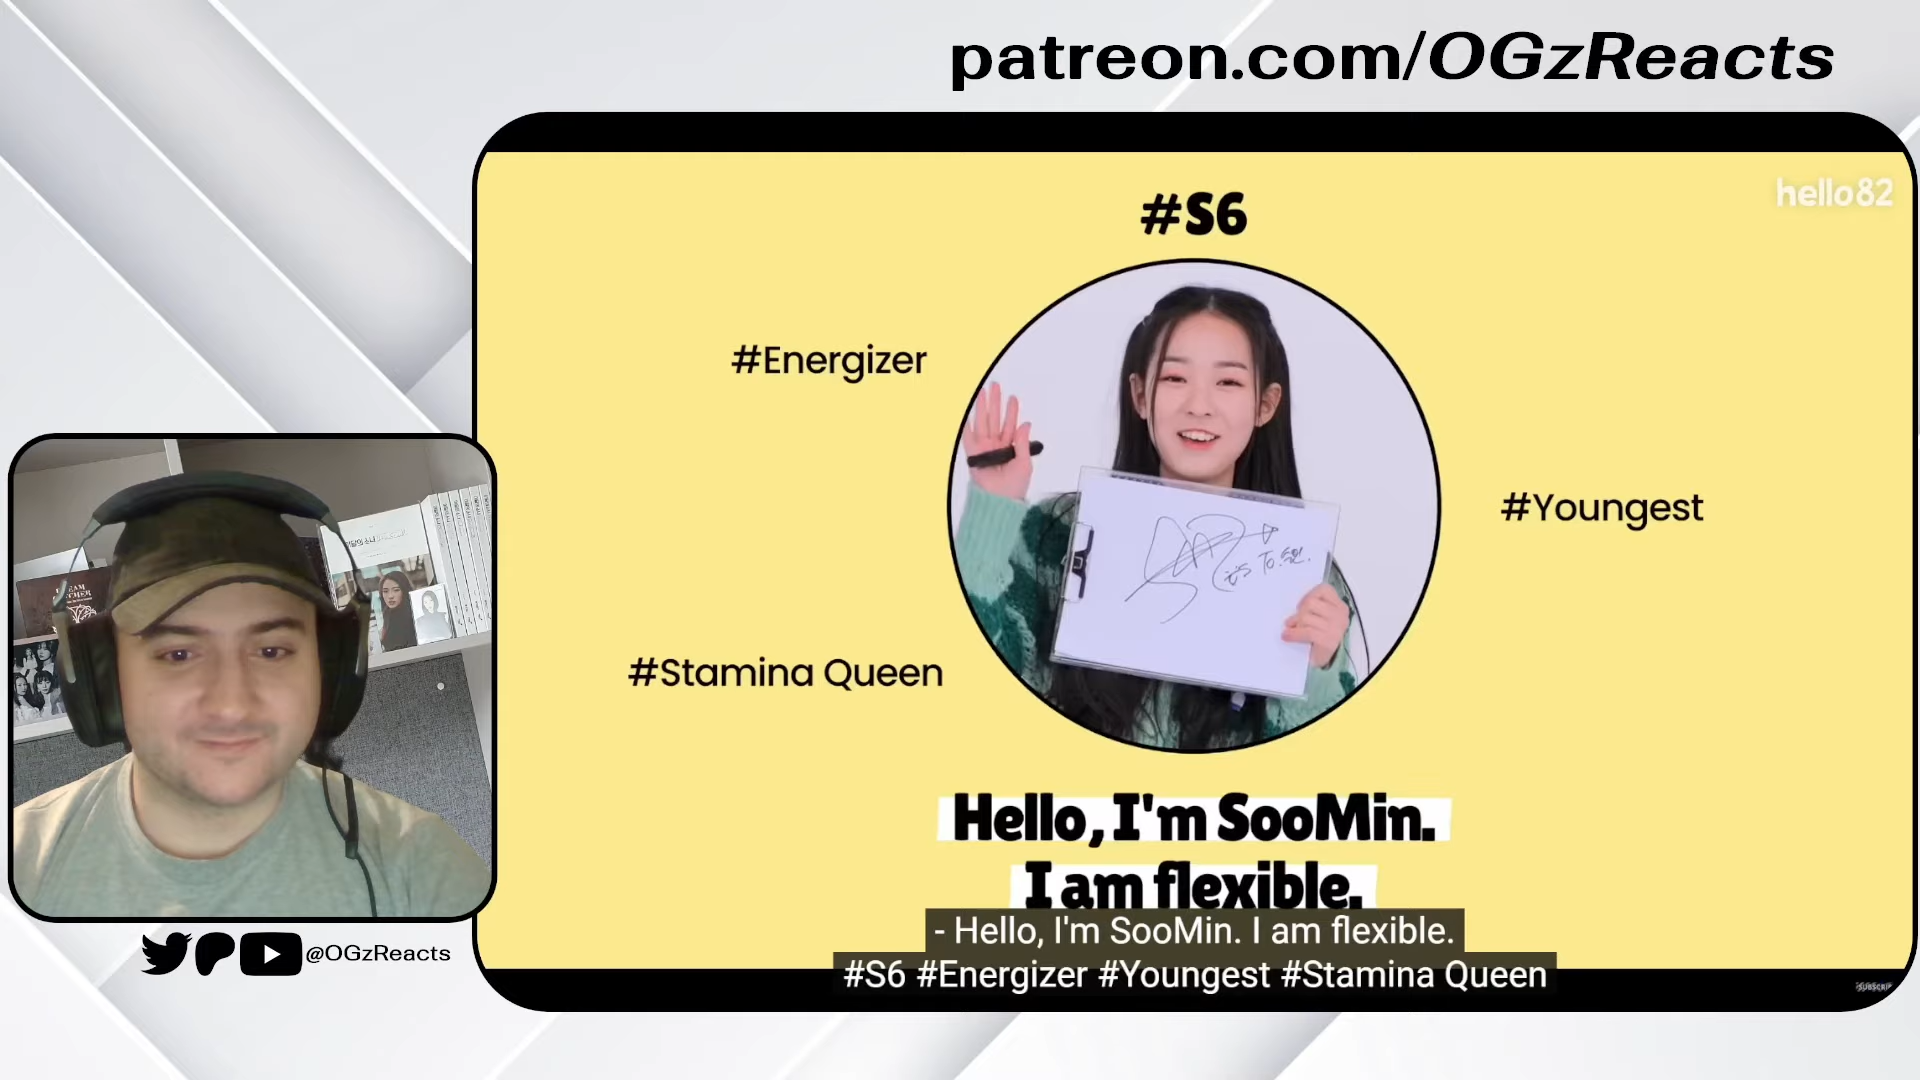 patreon.com/OGzReacts
hello82
#S6
#Energizer
#Youngest
#Stamina Queen
Hello, I'm SooMin.
I am flexible.
- Hello, I'm SooMin. I am flexible.
#S6 #Energizer #Youngest #Stamina Queen
@OGzReacts